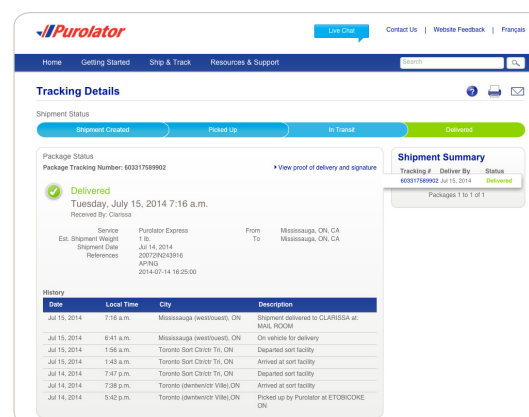 Purolator
Live Chat
Contact Us | Website Feedback | Français
Home Getting Started Ship & Track Resources & Support Search
Tracking Details
?
Shipment Status
Shipment Created Picked Up In Transit Delivered
Package Status
Package Tracking Number: 603317589902 View proof of delivery and signature
Delivered
Tuesday, July 15, 2014 7:16 a.m.
Received By: Clarissa
Service Purolator Express From Mississauga, ON, CA
Est. Shipment Weight 1 lb. To Mississauga, ON, CA
Shipment Date Jul 14, 2014
References 20072IN243916
AP/NG
2014-07-14 16:25:00
History
Date Local Time City Description
Jul 15, 2014 7:16 a.m. Mississauga (west/ouest), ON Shipment delivered to CLARISSA at:
MAIL ROOM
Jul 15, 2014 6:41 a.m. Mississauga (west/ouest), ON On vehicle for delivery
Jul 15, 2014 1:56 a.m. Toronto Sort Ctr/ctr Tri, ON Departed sort facility
Jul 15, 2014 1:43 a.m. Toronto Sort Ctr/ctr Tri, ON Arrived at sort facility
Jul 14, 2014 7:47 p.m. Toronto (dwntwn/ctr Ville),ON Departed sort facility
Jul 14, 2014 7:38 p.m. Toronto (dwntwn/ctr Ville),ON Arrived at sort facility
Jul 14, 2014 5:42 p.m. Toronto (dwntwn/ctr Ville),ON Picked up by Purolator at ETOBICOKE
ON
Shipment Summary
Tracking # Deliver By Status
603317589902 Jul 15, 2014 Delivered
Packages 1 to 1 of 1